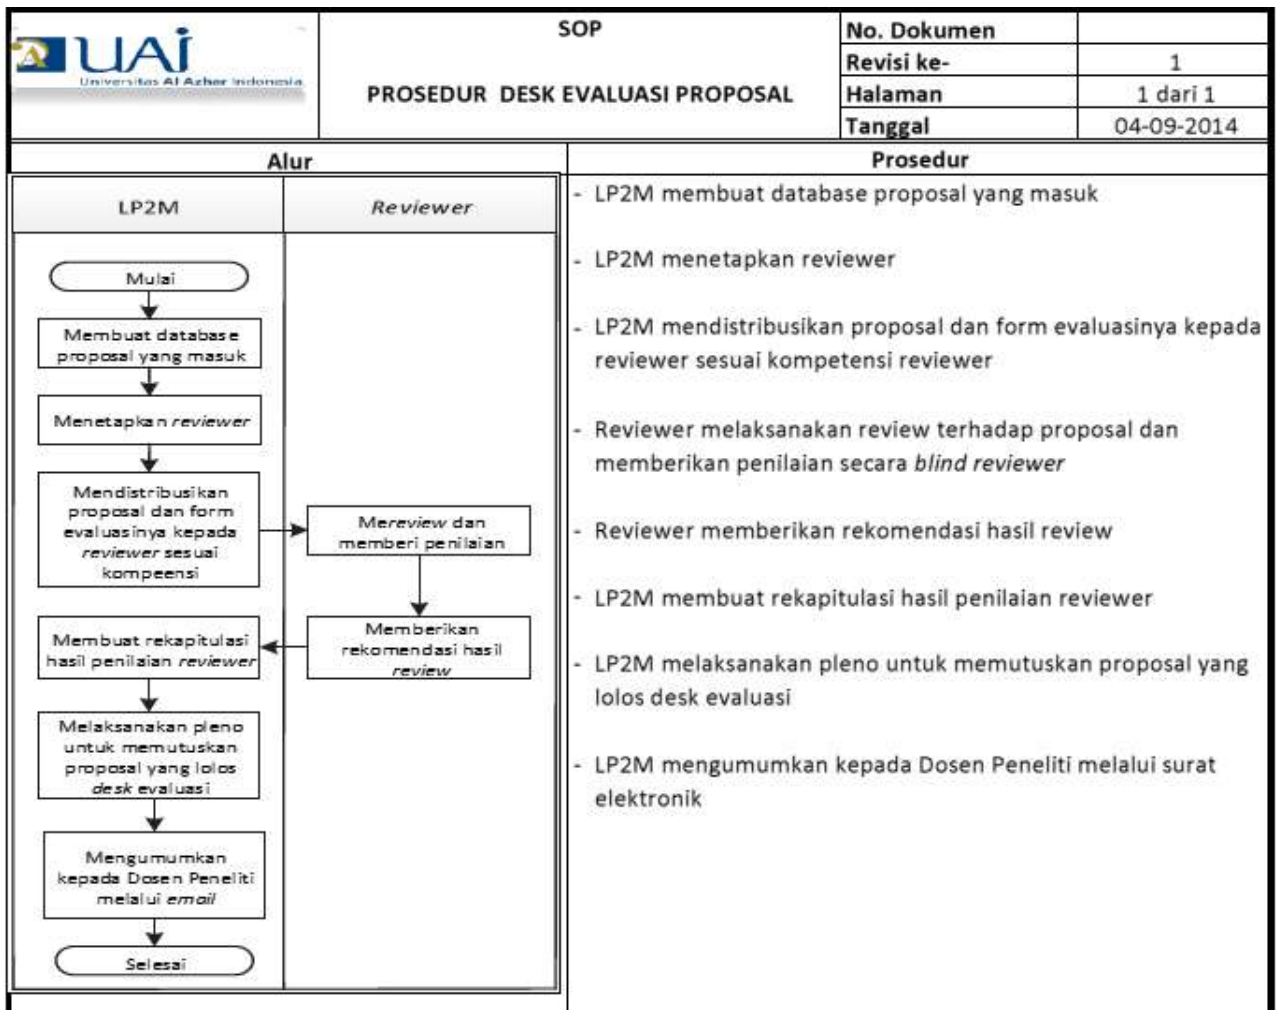 UAI
Universitas Al Azhar Indonesia
SOP
PROSEDUR DESK EVALUASI PROPOSAL
No. Dokumen
Revisi ke- 1
Halaman 1 dari 1
Tanggal 04-09-2014
Alur
Prosedur
LP2M
Reviewer
Mulai
Membuat database
proposal yang masuk
Menetapkan reviewer
Mendistribusikan
proposal dan form
evaluasinya kepada
reviewer sesuai
kompeensi
Mereview dan
memberi penilaian
Memberikan
rekomendasi hasil
review
Membuat rekapitulasi
hasil penilaian reviewer
Melaksanakan pleno
untuk memutuskan
proposal yang lolos
desk evaluasi
Mengumumkan
kepada Dosen Peneliti
melalui email
Selesai
- LP2M membuat database proposal yang masuk
- LP2M menetapkan reviewer
- LP2M mendistribusikan proposal dan form evaluasinya kepada
reviewer sesuai kompetensi reviewer
- Reviewer melaksanakan review terhadap proposal dan
memberikan penilaian secara blind reviewer
- Reviewer memberikan rekomendasi hasil review
- LP2M membuat rekapitulasi hasil penilaian reviewer
- LP2M melaksanakan pleno untuk memutuskan proposal yang
lolos desk evaluasi
- LP2M mengumumkan kepada Dosen Peneliti melalui surat
elektronik